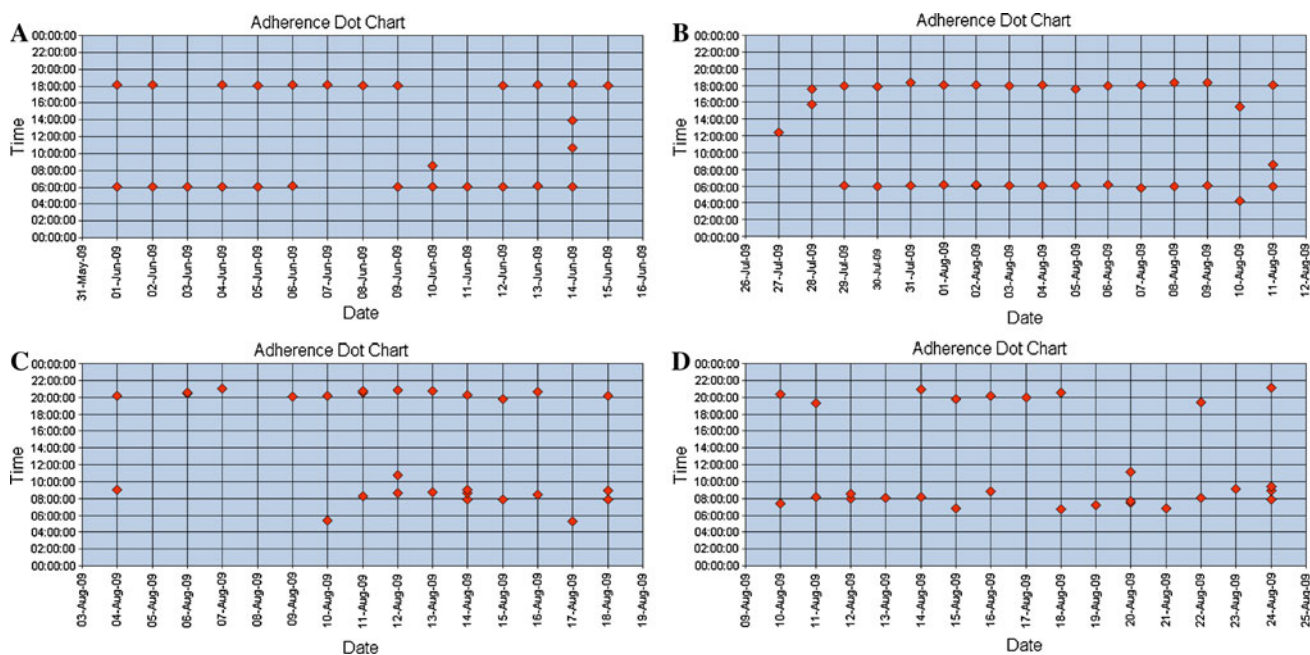 A
Adherence Dot Chart
00:00:00
22:00:00
20:00:00
18:00:00
16:00:00
14:00:00
12:00:00
10:00:00
08:00:00
06:00:00
04:00:00
02:00:00
00:00:00
Time
31-May-09
01-Jun-09
02-Jun-09
03-Jun-09
04-Jun-09
05-Jun-09
06-Jun-09
07-Jun-09
08-Jun-09
09-Jun-09
10-Jun-09
11-Jun-09
12-Jun-09
13-Jun-09
14-Jun-09
15-Jun-09
16-Jun-09
Date
B
Adherence Dot Chart
00:00:00
22:00:00
20:00:00
18:00:00
16:00:00
14:00:00
12:00:00
10:00:00
08:00:00
06:00:00
04:00:00
02:00:00
00:00:00
Time
26-Jul-09
27-Jul-09
28-Jul-09
29-Jul-09
30-Jul-09
31-Jul-09
01-Aug-09
02-Aug-09
03-Aug-09
04-Aug-09
05-Aug-09
06-Aug-09
07-Aug-09
08-Aug-09
09-Aug-09
10-Aug-09
11-Aug-09
12-Aug-09
Date
C
Adherence Dot Chart
00:00:00
22:00:00
20:00:00
18:00:00
16:00:00
14:00:00
12:00:00
10:00:00
08:00:00
06:00:00
04:00:00
02:00:00
00:00:00
Time
03-Aug-09
04-Aug-09
05-Aug-09
06-Aug-09
07-Aug-09
08-Aug-09
09-Aug-09
10-Aug-09
11-Aug-09
12-Aug-09
13-Aug-09
14-Aug-09
15-Aug-09
16-Aug-09
17-Aug-09
18-Aug-09
19-Aug-09
Date
D
Adherence Dot Chart
00:00:00
22:00:00
20:00:00
18:00:00
16:00:00
14:00:00
12:00:00
10:00:00
08:00:00
06:00:00
04:00:00
02:00:00
00:00:00
Time
09-Aug-09
10-Aug-09
11-Aug-09
12-Aug-09
13-Aug-09
14-Aug-09
15-Aug-09
16-Aug-09
17-Aug-09
18-Aug-09
19-Aug-09
20-Aug-09
21-Aug-09
22-Aug-09
23-Aug-09
24-Aug-09
25-Aug-09
Date